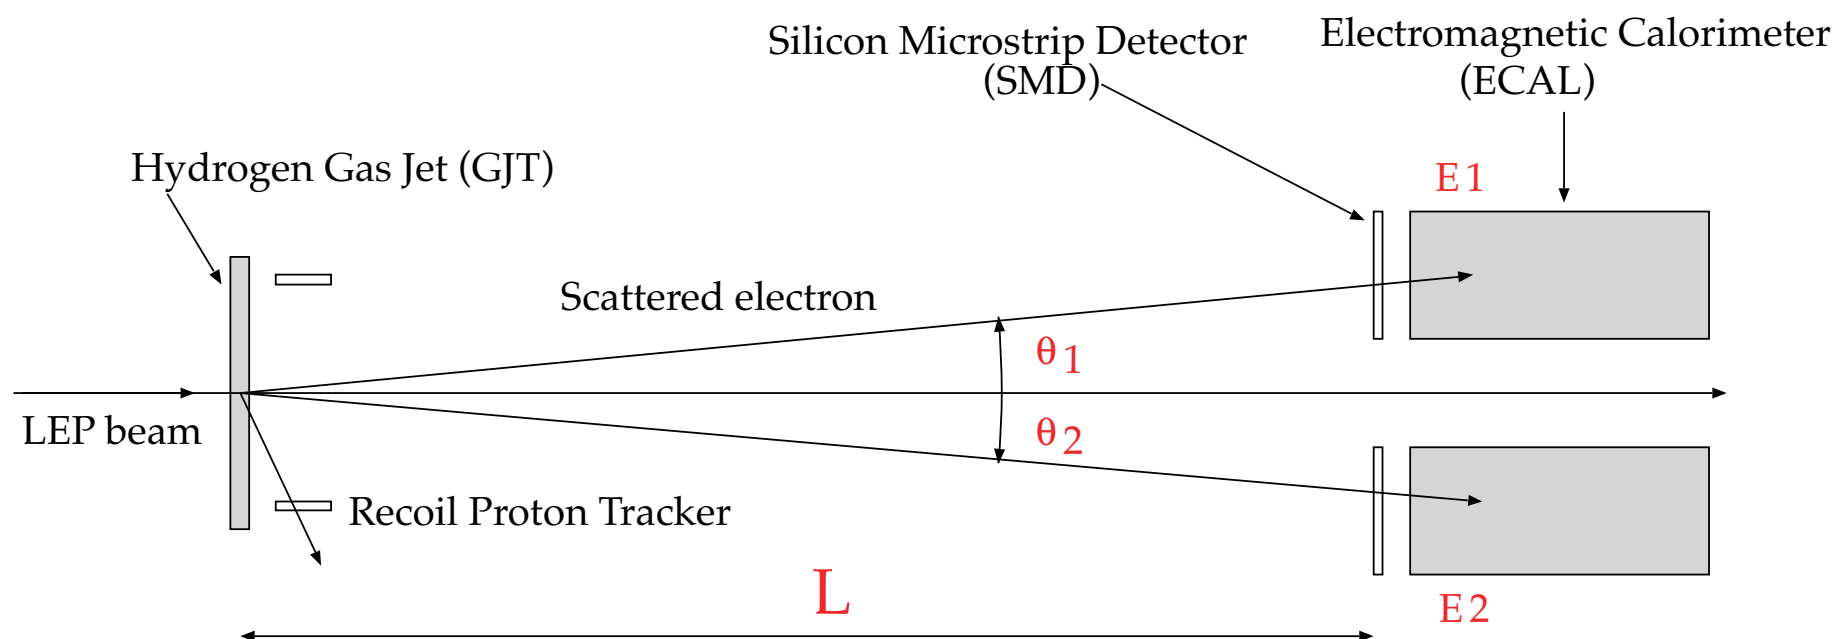 Silicon Microstrip Detector
(SMD)
Electromagnetic Calorimeter
(ECAL)
Hydrogen Gas Jet (GJT)
E1
Scattered electron
θ1
LEP beam
θ2
Recoil Proton Tracker
L
E2